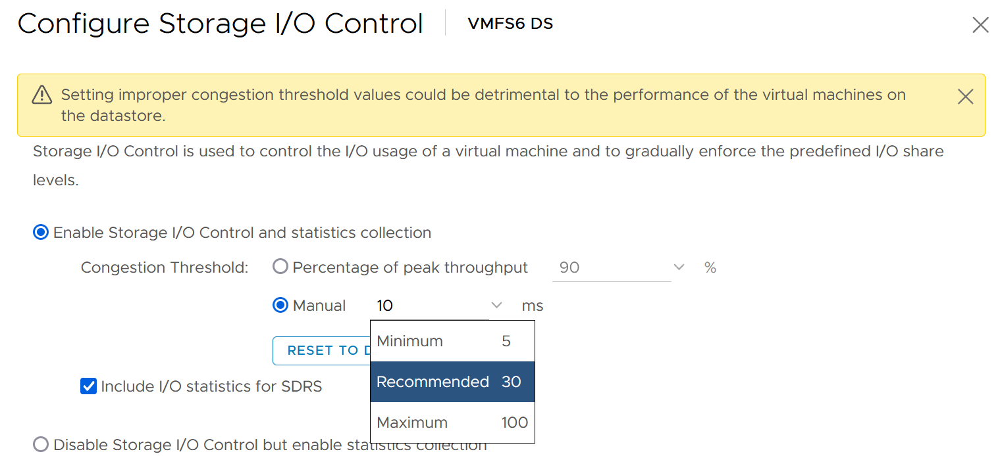 Configure Storage I/O Control VMFS6 DS
Setting improper congestion threshold values could be detrimental to the performance of the virtual machines on
the datastore.
Storage I/O Control is used to control the I/O usage of a virtual machine and to gradually enforce the predefined I/O share
levels.
Enable Storage I/O Control and statistics collection
Congestion Threshold: Percentage of peak throughput 90 %
Manual 10 ms
Minimum 5
RESET TO D
Recommended 30
Include I/O statistics for SDRS
Maximum 100
Disable Storage I/O Control but enable statistics collection